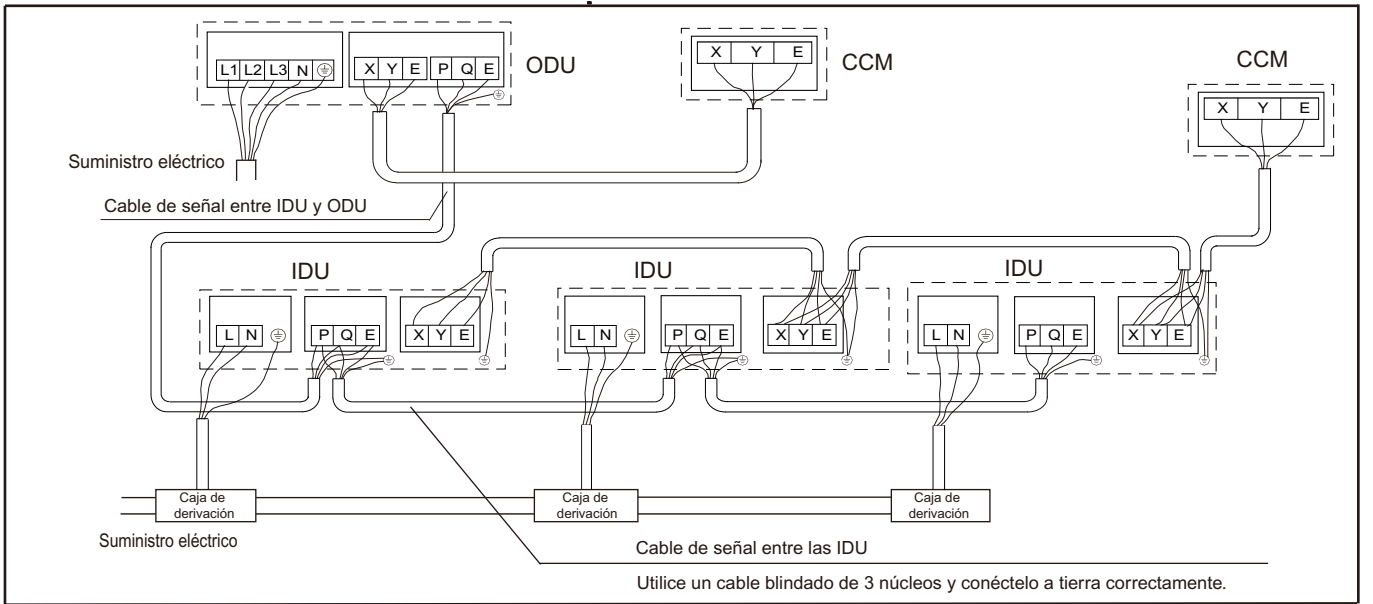 L1 L2 L3 N
X Y E
P Q E
ODU
X Y E
CCM
CCM
X Y E
Suministro eléctrico
Cable de señal entre IDU y ODU
IDU
IDU
IDU
L N
P Q E
X Y E
L N
P Q E
X Y E
L N
P Q E
X Y E
Caja de
derivación
Caja de
derivación
Caja de
derivación
Suministro eléctrico
Cable de señal entre las IDU
Utilice un cable blindado de 3 núcleos y conéctelo a tierra correctamente.